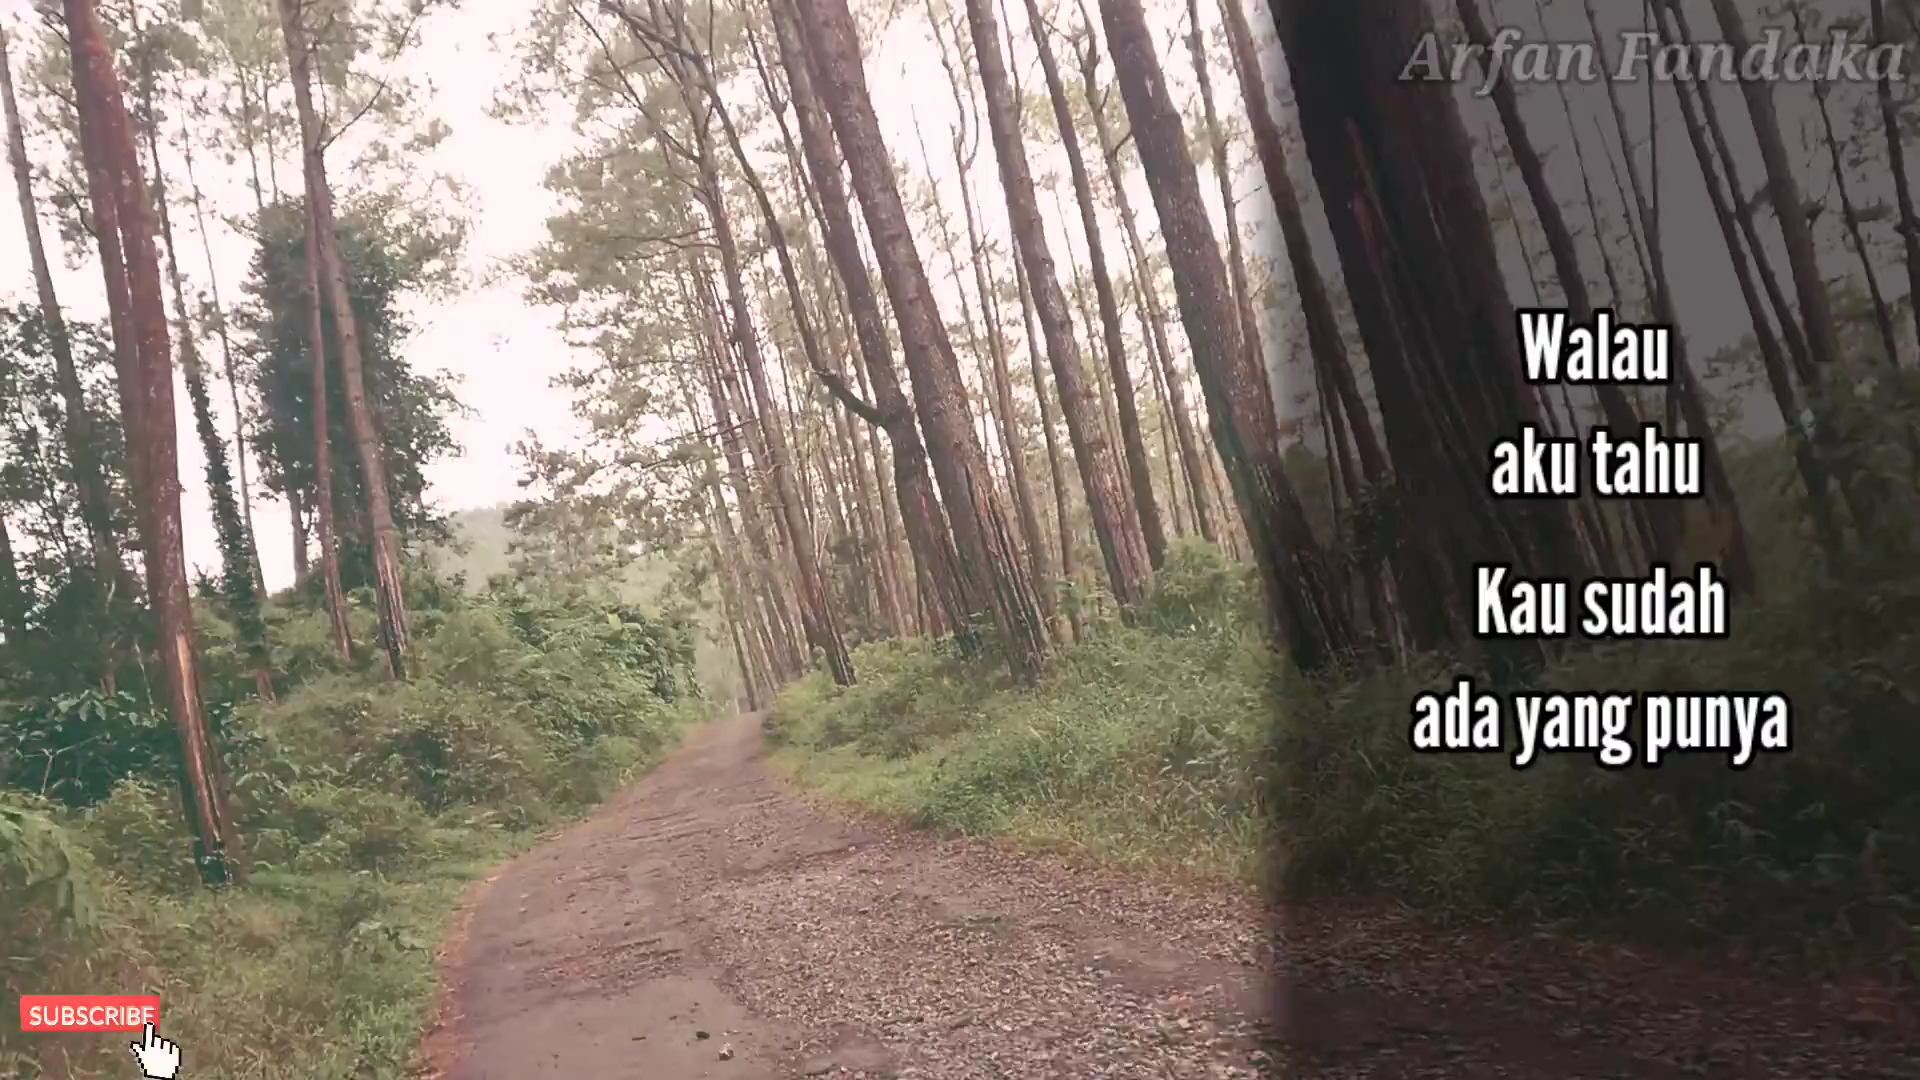 Arfan Fandaka
Walau
aku tahu
Kau sudah
ada yang punya
SUBSCRIBE